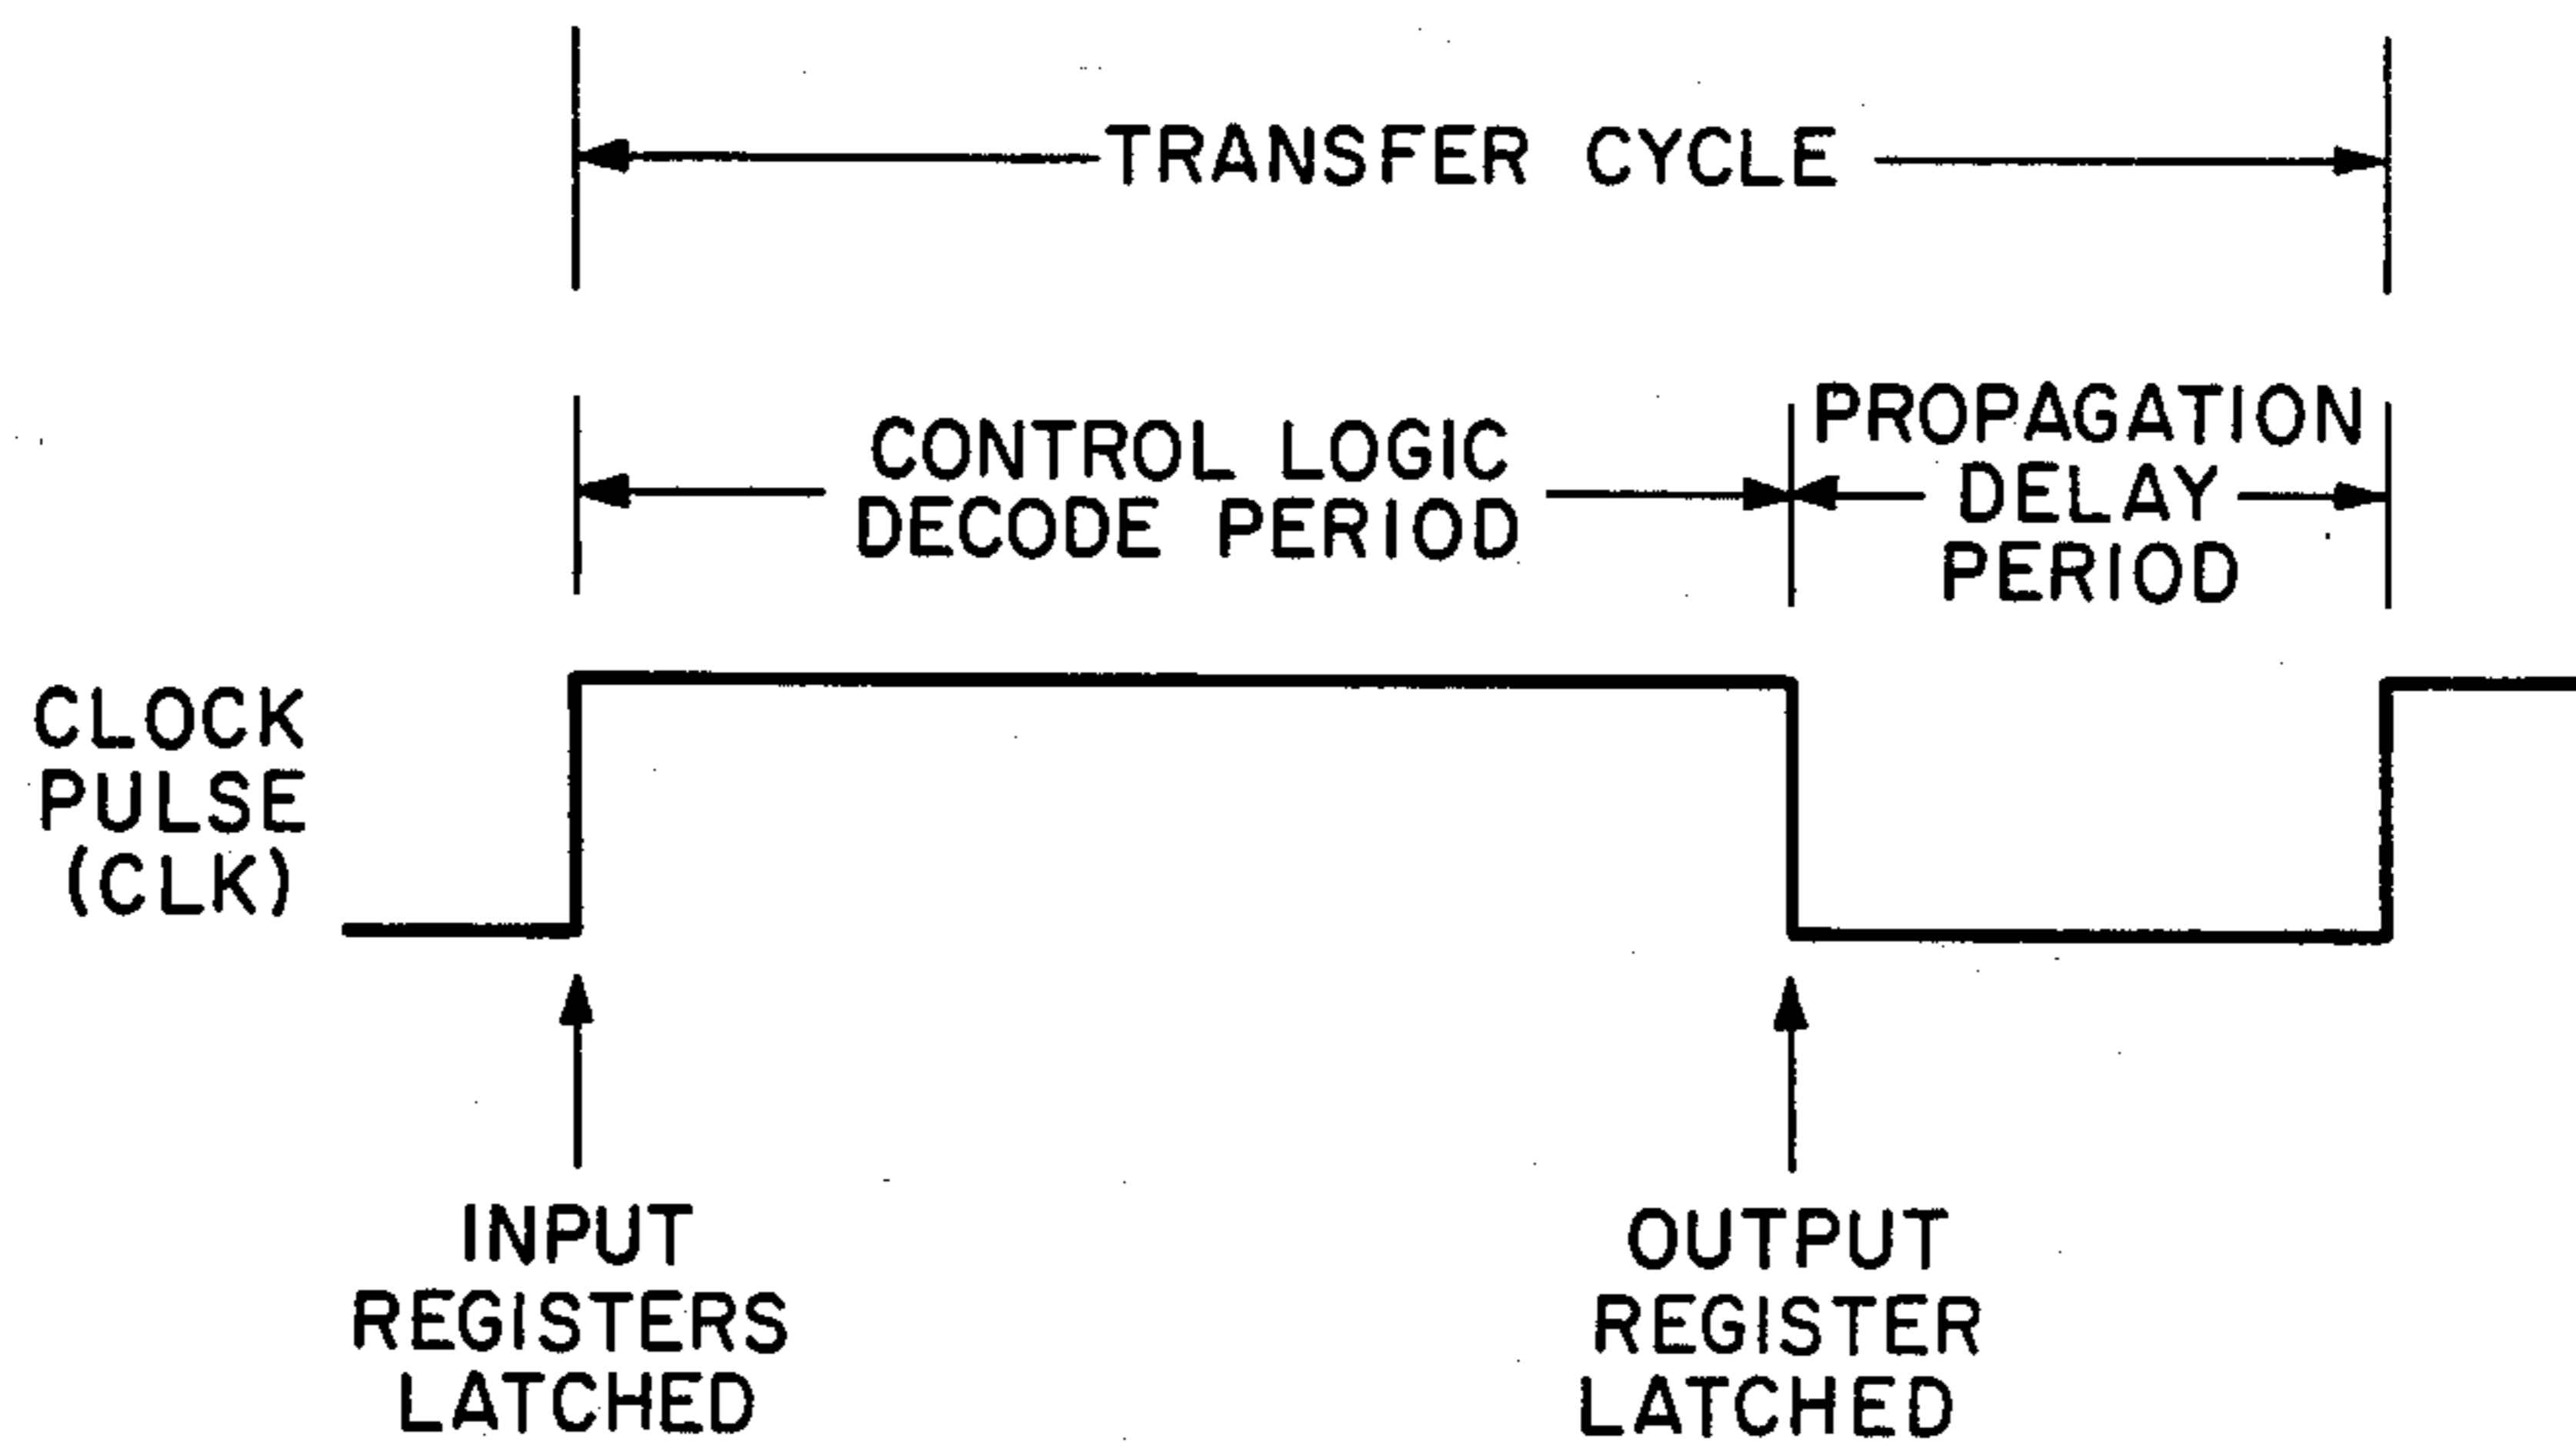 TRANSFER CYCLE
CONTROL LOGIC
DECODE PERIOD
PROPAGATION
DELAY
PERIOD
CLOCK
PULSE
(CLK)
INPUT
REGISTERS
LATCHED
OUTPUT
REGISTER
LATCHED